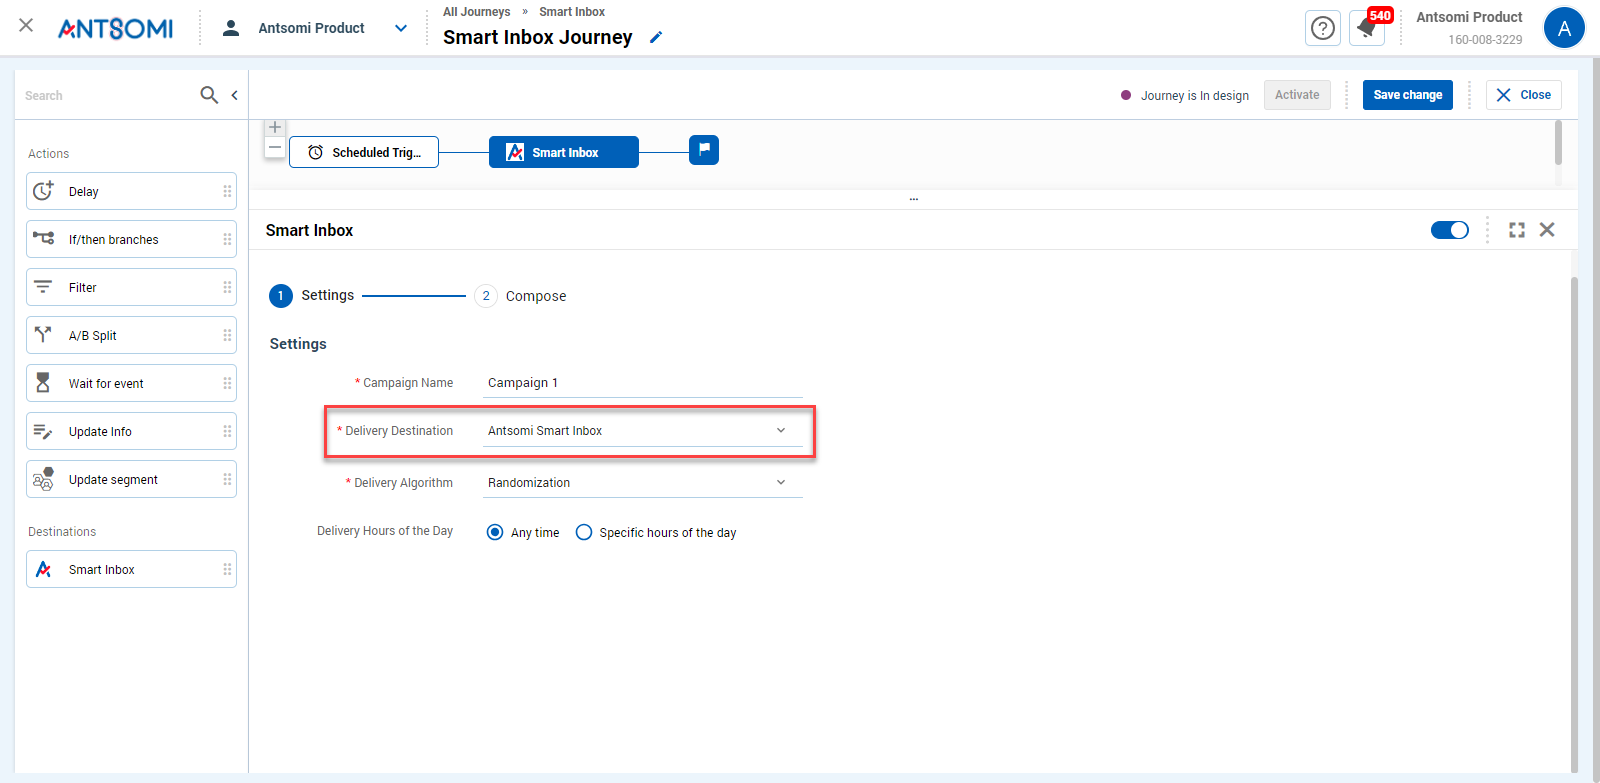 ANTSOMI
Antsomi Product
All Journeys » Smart Inbox
Smart Inbox Journey
540
Antsomi Product
160-008-3229
A
Search
Journey is In design
Activate
Save change
Close
Actions
Delay
If/then branches
Filter
A/B Split
Wait for event
Update Info
Update segment
Destinations
Smart Inbox
Scheduled Trig...
Smart Inbox
...
Smart Inbox
1 Settings
2 Compose
Settings
* Campaign Name Campaign 1
* Delivery Destination Antsomi Smart Inbox
* Delivery Algorithm Randomization
Delivery Hours of the Day Any time Specific hours of the day